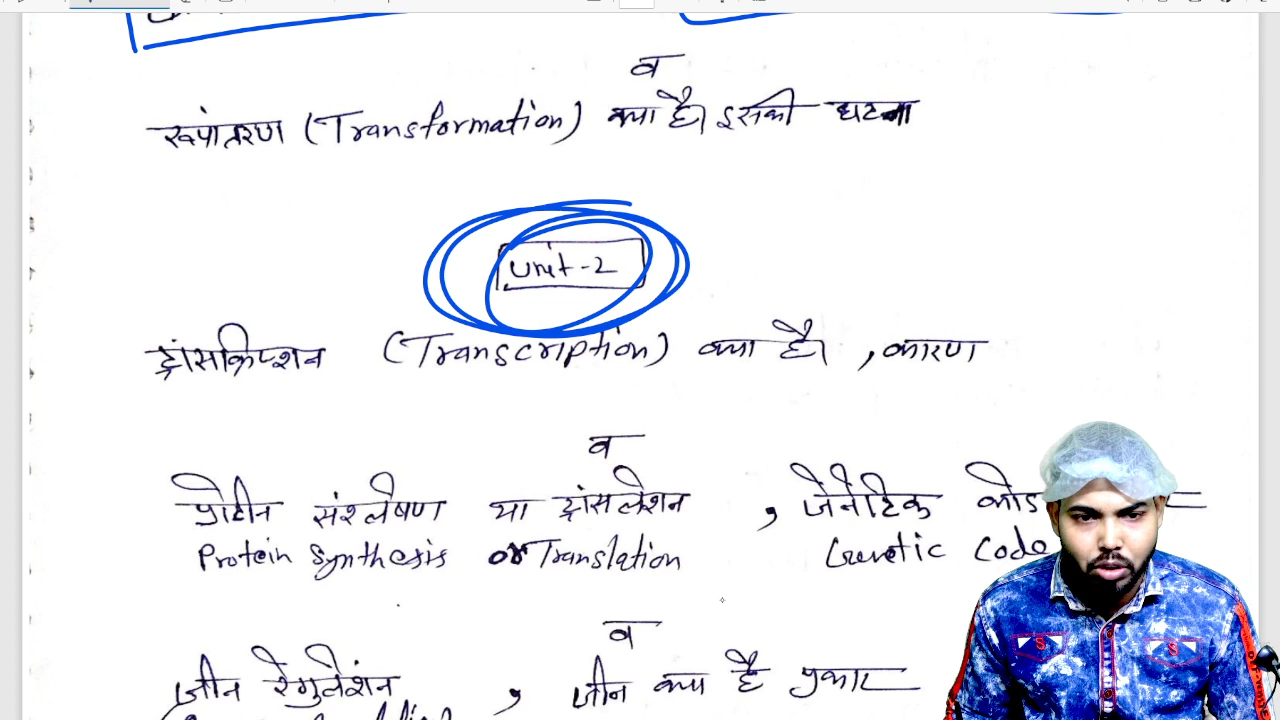 व
रूपांतरण (Transformation) क्या है। इसकी घटना
Unit-2
ट्रांसक्रिप्शन (Transcription) क्या है। , कारण
व
प्रोटीन संश्लेषण या ट्रांसलेशन , जेनेटिक कोड
Protein Synthesis or Translation Genetic Code
व
जीन रेगुलेशन , जीन क्या है प्रकार